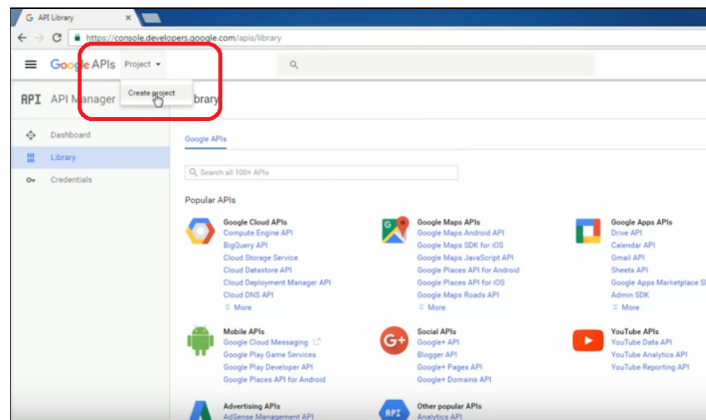 API Library
https://console.developers.google.com/apis/library
Google APIs Project
API API Manager brary
Create project
Dashboard
Library
Credentials
Google APIs
Search all 100+ APIs
Popular APIs
Google Cloud APIs
Compute Engine API
BigQuery API
Cloud Storage Service
Cloud Datastore API
Cloud Deployment Manager API
Cloud DNS API
More
Google Maps APIs
Google Maps Android API
Google Maps SDK for iOS
Google Maps JavaScript API
Google Places API for Android
Google Places API for iOS
Google Maps Roads API
More
Google Apps APIs
Drive API
Calendar API
Gmail API
Sheets API
Google Apps Marketplace S
Admin SDK
More
Mobile APIs
Google Cloud Messaging
Google Play Game Services
Google Play Developer API
Google Places API for Android
G+
Social APIs
Google+ API
Blogger API
Google+ Pages API
Google+ Domains API
YouTube APIs
YouTube Data API
YouTube Analytics API
YouTube Reporting API
Advertising APIs
AdSense Management API
API
Other popular APIs
Analytics API